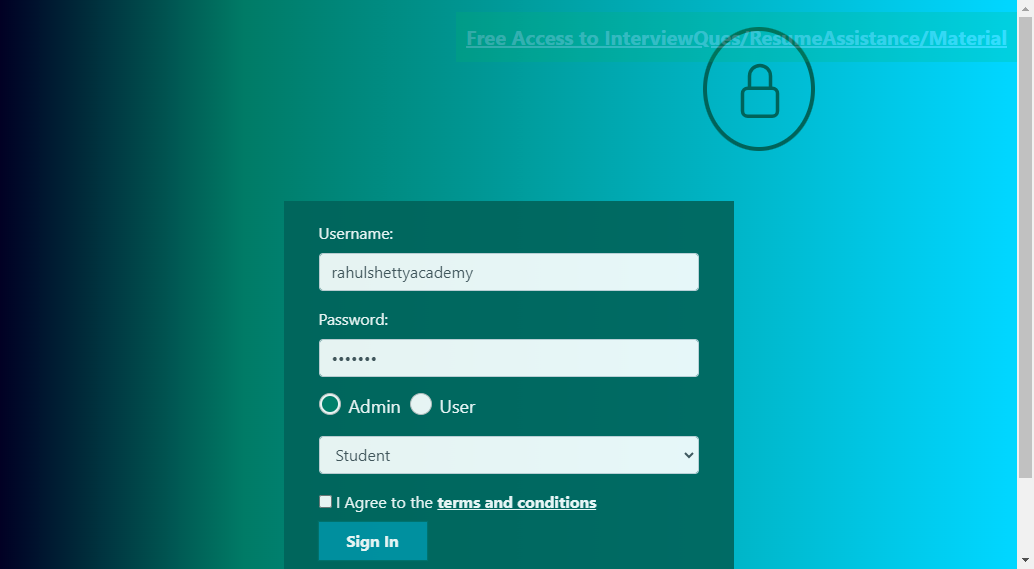 Free Access to InterviewQues/ResumeAssistance/Material
Username:
rahulshettyacademy
Password:
•••••••
Admin User
Student
I Agree to the terms and conditions
Sign In